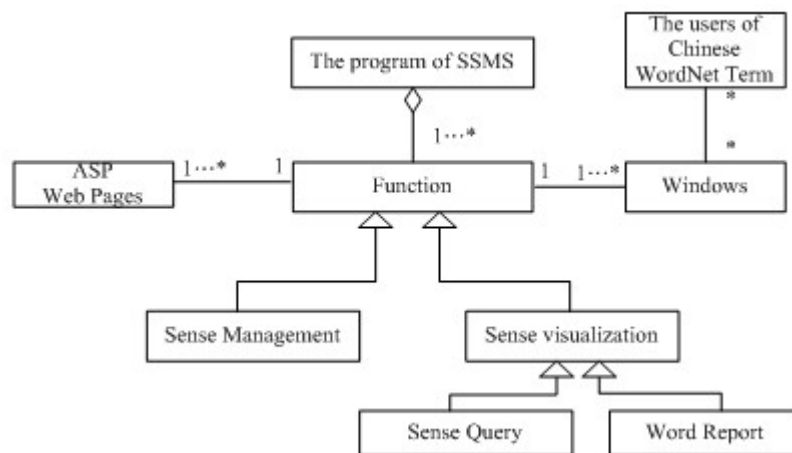 The program of SSMS
The users of
Chinese
WordNet Term
*
1…*
*
ASP
Web Pages
1…*
1
Function
1
1…*
Windows
Sense Management
Sense visualization
Sense Query
Word Report